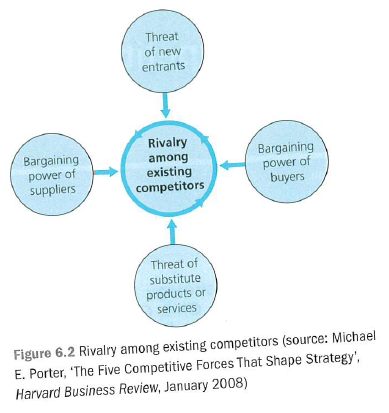 Threat
of new
entrants
Bargaining
power of
suppliers
Rivalry
among
existing
competitors
Bargaining
power of
buyers
Threat of
substitute
products or
services
Figure 6.2 Rivalry among existing competitors (source: Michael
E. Porter, ‘The Five Competitive Forces That Shape Strategy’,
Harvard Business Review, January 2008)